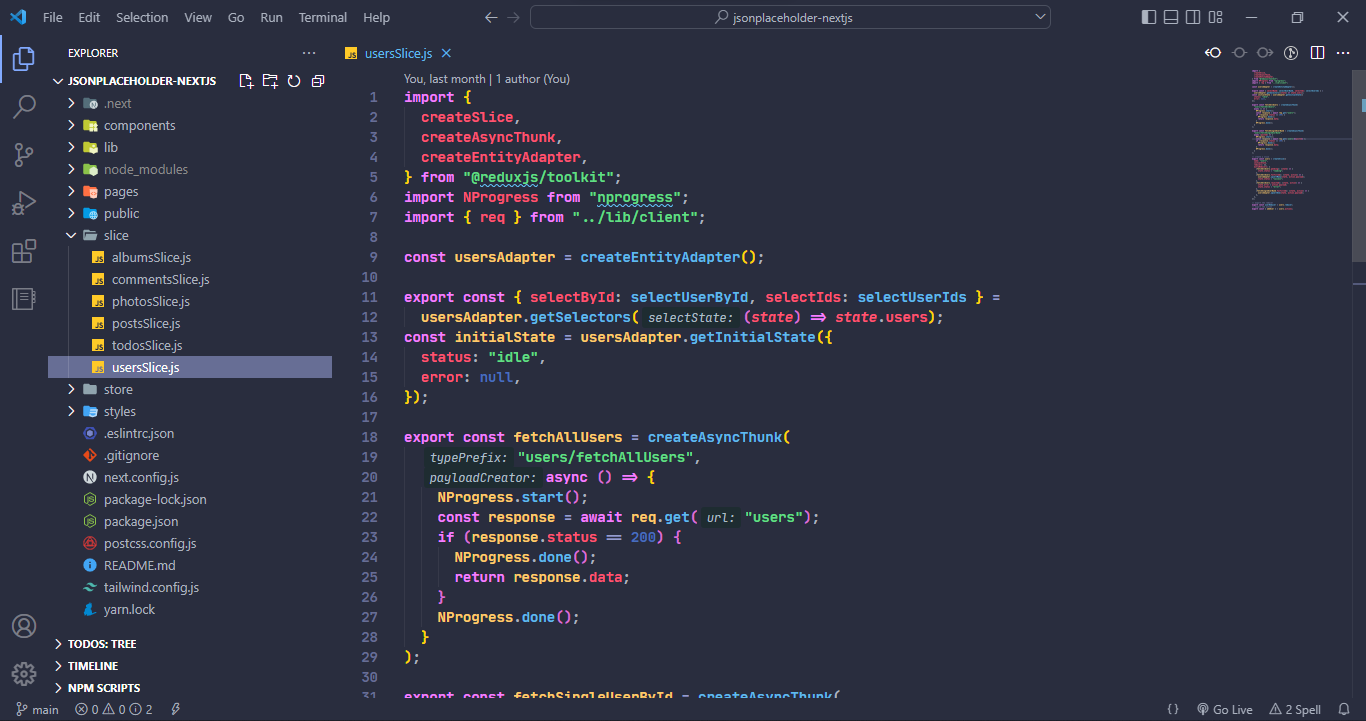 File Edit Selection View Go Run Terminal Help
jsonplaceholder-nextjs
EXPLORER
JSONPLACEHOLDER-NEXTJS
.next
components
lib
node_modules
pages
public
slice
albumsSlice.js
commentsSlice.js
photosSlice.js
postsSlice.js
todosSlice.js
usersSlice.js
store
styles
.eslintrc.json
.gitignore
next.config.js
package-lock.json
package.json
postcss.config.js
README.md
tailwind.config.js
yarn.lock
TODOS: TREE
TIMELINE
NPM SCRIPTS
usersSlice.js
You, last month | 1 author (You)
1 import {
2   createSlice,
3   createAsyncThunk,
4   createEntityAdapter,
5 } from "@reduxjs/toolkit";
6 import NProgress from "nprogress";
7 import { req } from "../lib/client";
8
9 const usersAdapter = createEntityAdapter();
10
11 export const { selectById: selectUserById, selectIds: selectUserIds } =
12   usersAdapter.getSelectors( selectState: (state) => state.users);
13 const initialState = usersAdapter.getInitialState({
14   status: "idle",
15   error: null,
16 });
17
18 export const fetchAllUsers = createAsyncThunk(
19   typePrefix: "users/fetchAllUsers",
20   payloadCreator: async () => {
21     NProgress.start();
22     const response = await req.get( url: "users");
23     if (response.status == 200) {
24       NProgress.done();
25       return response.data;
26     }
27     NProgress.done();
28   }
29 );
30
31 export const fetchSingleUserById = createAsyncThunk(
main 0 0 2
{} Go Live 2 Spell